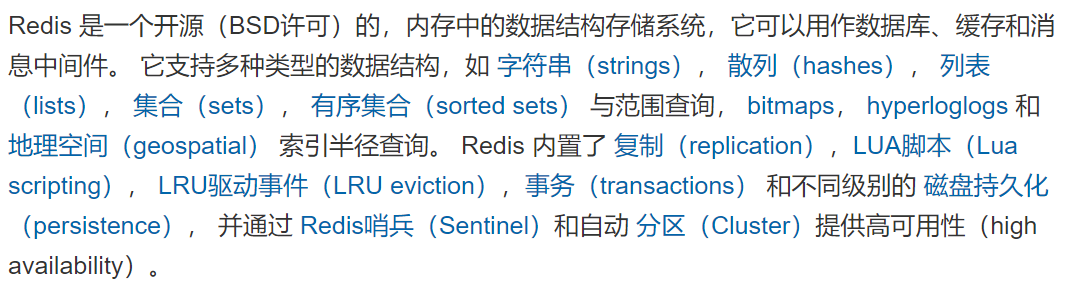 Redis 是一个开源（BSD许可）的，内存中的数据结构存储系统，它可以用作数据库、缓存和消
息中间件。 它支持多种类型的数据结构，如 字符串（strings）， 散列（hashes）， 列表
（lists）， 集合（sets）， 有序集合（sorted sets） 与范围查询， bitmaps， hyperloglogs 和
地理空间（geospatial） 索引半径查询。 Redis 内置了 复制（replication），LUA脚本（Lua
scripting）， LRU驱动事件（LRU eviction），事务（transactions） 和不同级别的 磁盘持久化
（persistence）， 并通过 Redis哨兵（Sentinel）和自动 分区（Cluster）提供高可用性（high
availability）。